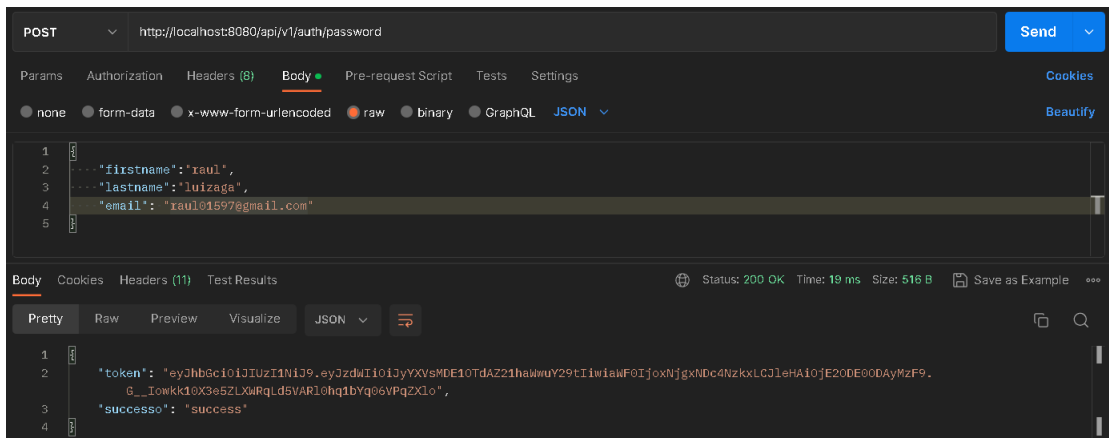 POST http://localhost:8080/api/v1/auth/password Send
Params Authorization Headers (8) Body Pre-request Script Tests Settings Cookies
none form-data x-www-form-urlencoded raw binary GraphQL JSON Beautify
1 {
2 "firstname":"raul",
3 "lastname":"luizaga",
4 "email": "raul01597@gmail.com"
5 }
Body Cookies Headers (11) Test Results Status: 200 OK Time: 19 ms Size: 516 B Save as Example
Pretty Raw Preview Visualize JSON
1 {
2 "token": "eyJhbGciOiJIUzI1NiJ9.eyJzdWIiOiJyYXVsMDE1OTdAZ21haWwuY29tIiwiaWF0IjoxNjgxNDc4NzkxLCJleHAiOjE2ODE0ODAyMzF9.
G__Iowkk10X3e5ZLXWRqLd5VARl0hq1bYq06VPqZXlo",
3 "successo": "success"
4 }